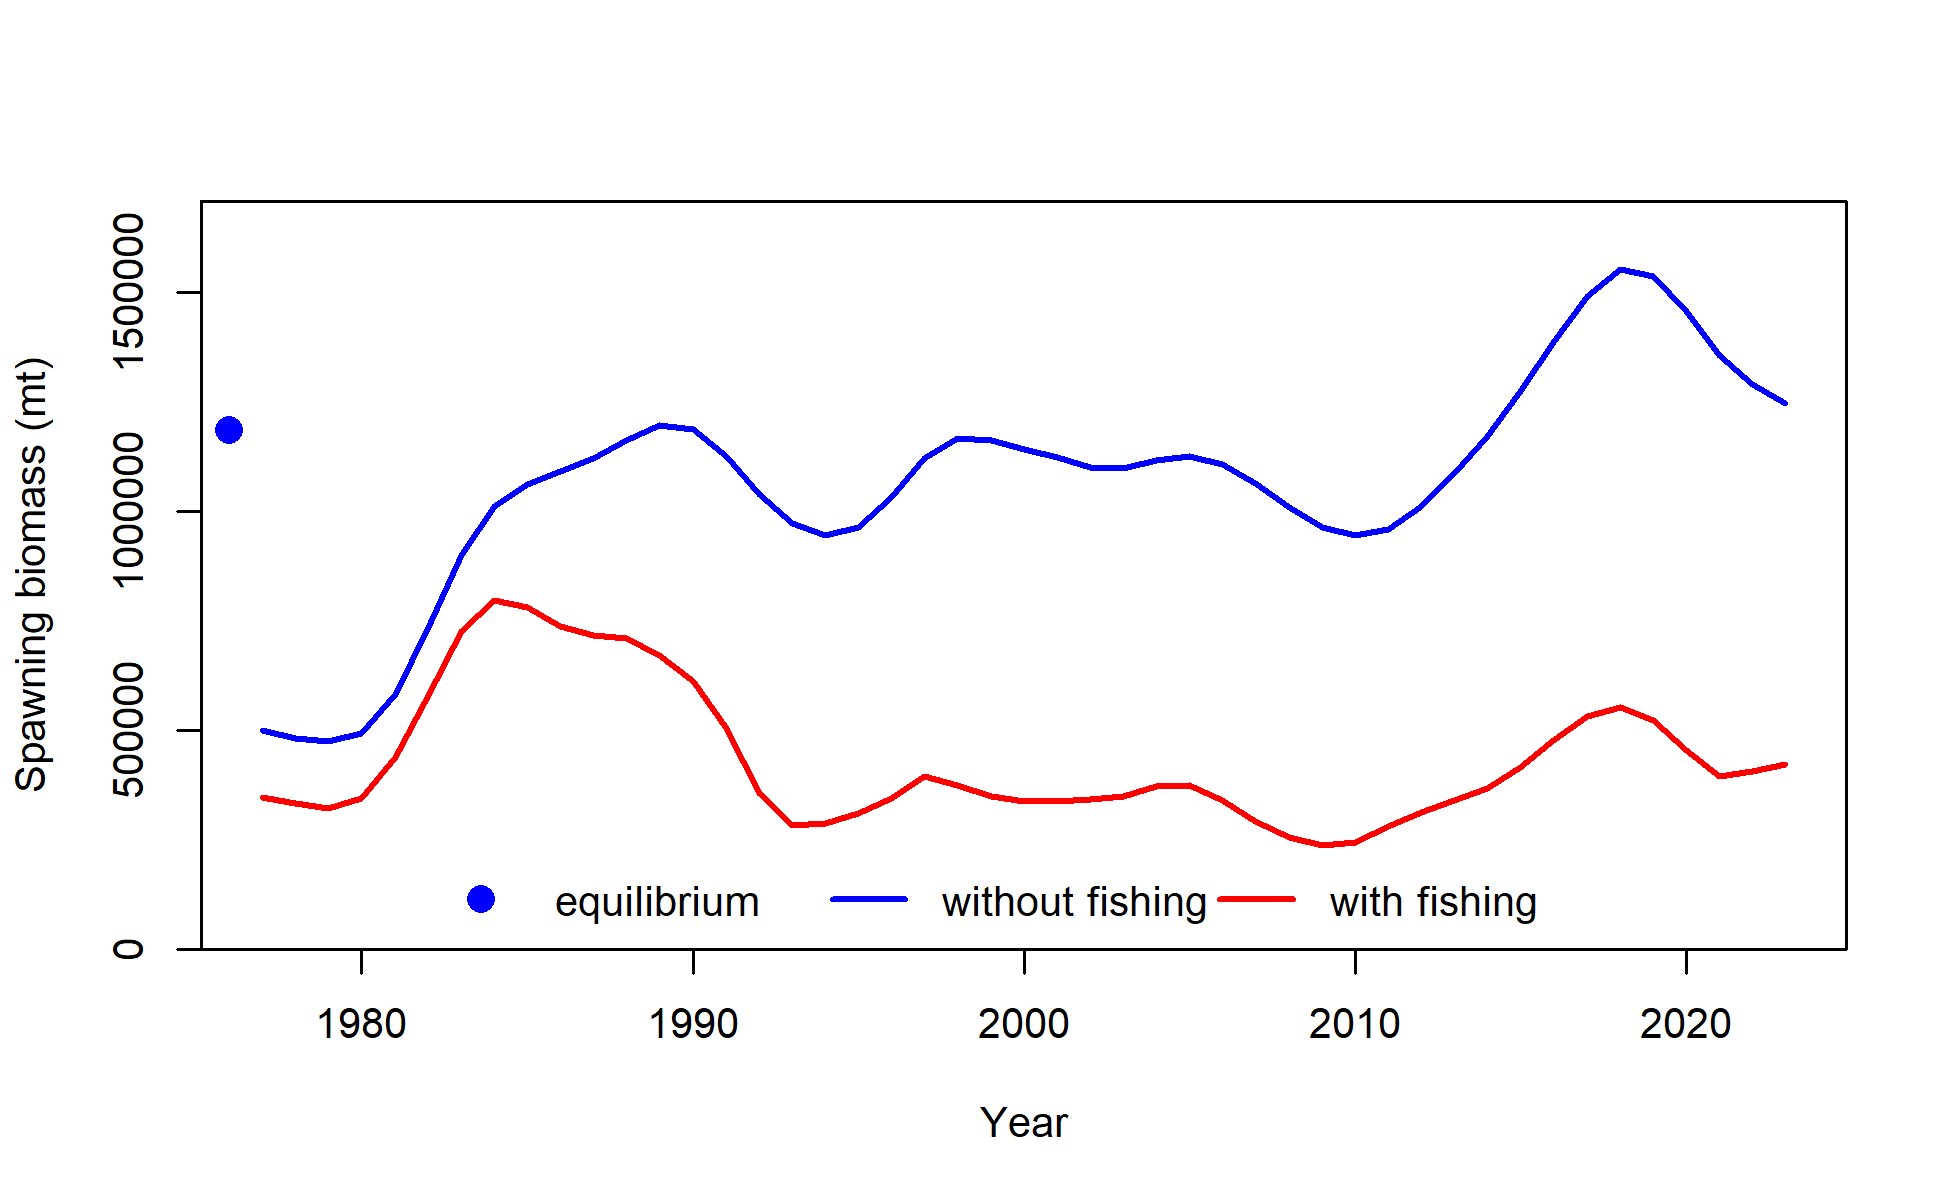 Spawning biomass (mt)
1500000
1000000
500000
0
equilibrium without fishing with fishing
1980 1990 2000 2010 2020
Year